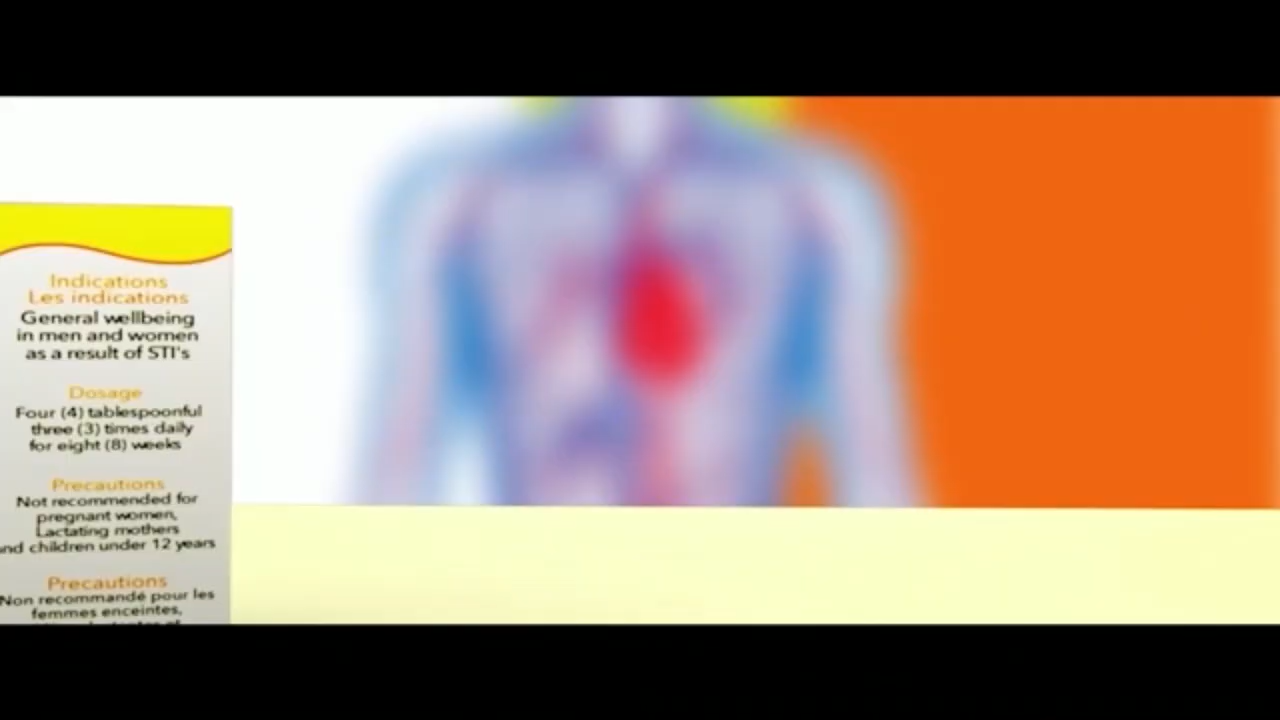 Indications
Les indications
General wellbeing
in men and women
as a result of STI's
Dosage
Four (4) tablespoonful
three (3) times daily
for eight (8) weeks
Precautions
Not recommended for
pregnant women,
Lactating mothers
children under 12 years
Precautions
Non recommandé pour les
femmes enceintes,